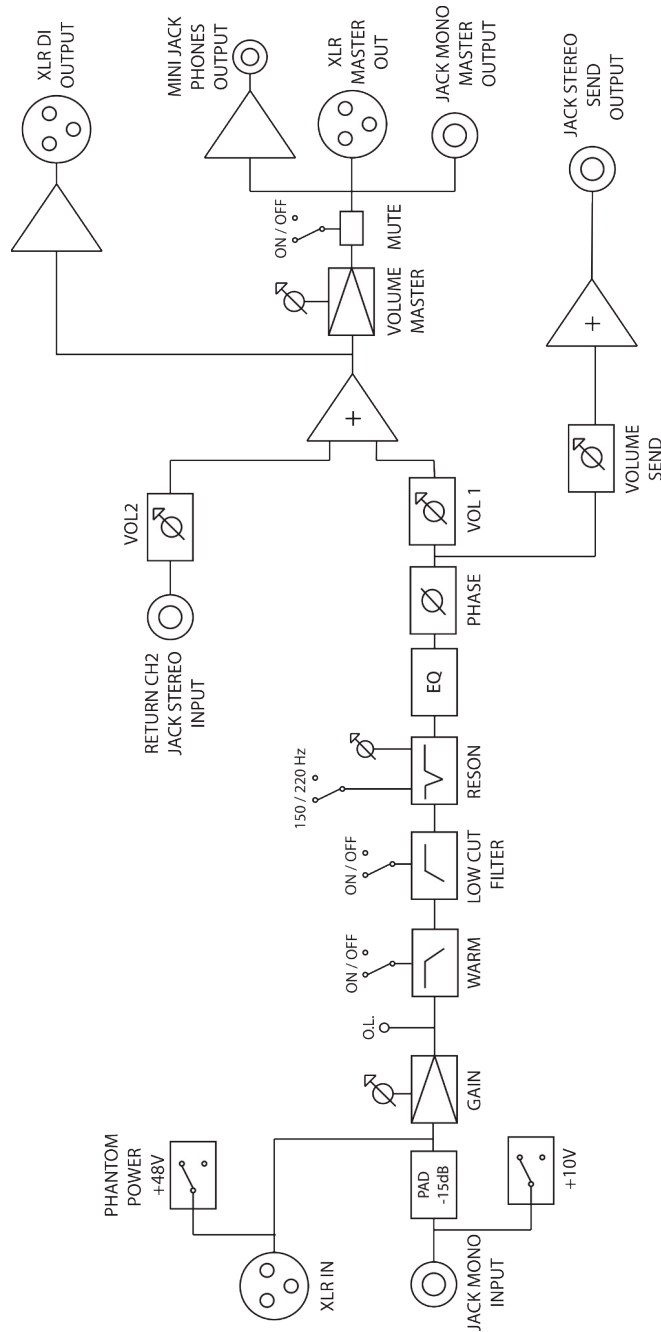 PHANTOM
POWER
+48V
XLR IN
PAD
-15dB
JACK MONO
INPUT
+10V
GAIN
O.L.
ON / OFF
WARM
ON / OFF
LOW CUT
FILTER
150 / 220 Hz
RESON
EQ
PHASE
RETURN CH2
JACK STEREO
INPUT
VOL2
VOL 1
VOLUME
SEND
+
+
VOLUME
MASTER
ON / OFF
MUTE
XLR DI
OUTPUT
MINI JACK
PHONES
OUTPUT
XLR
MASTER
OUT
JACK MONO
MASTER
OUTPUT
JACK STEREO
SEND
OUTPUT